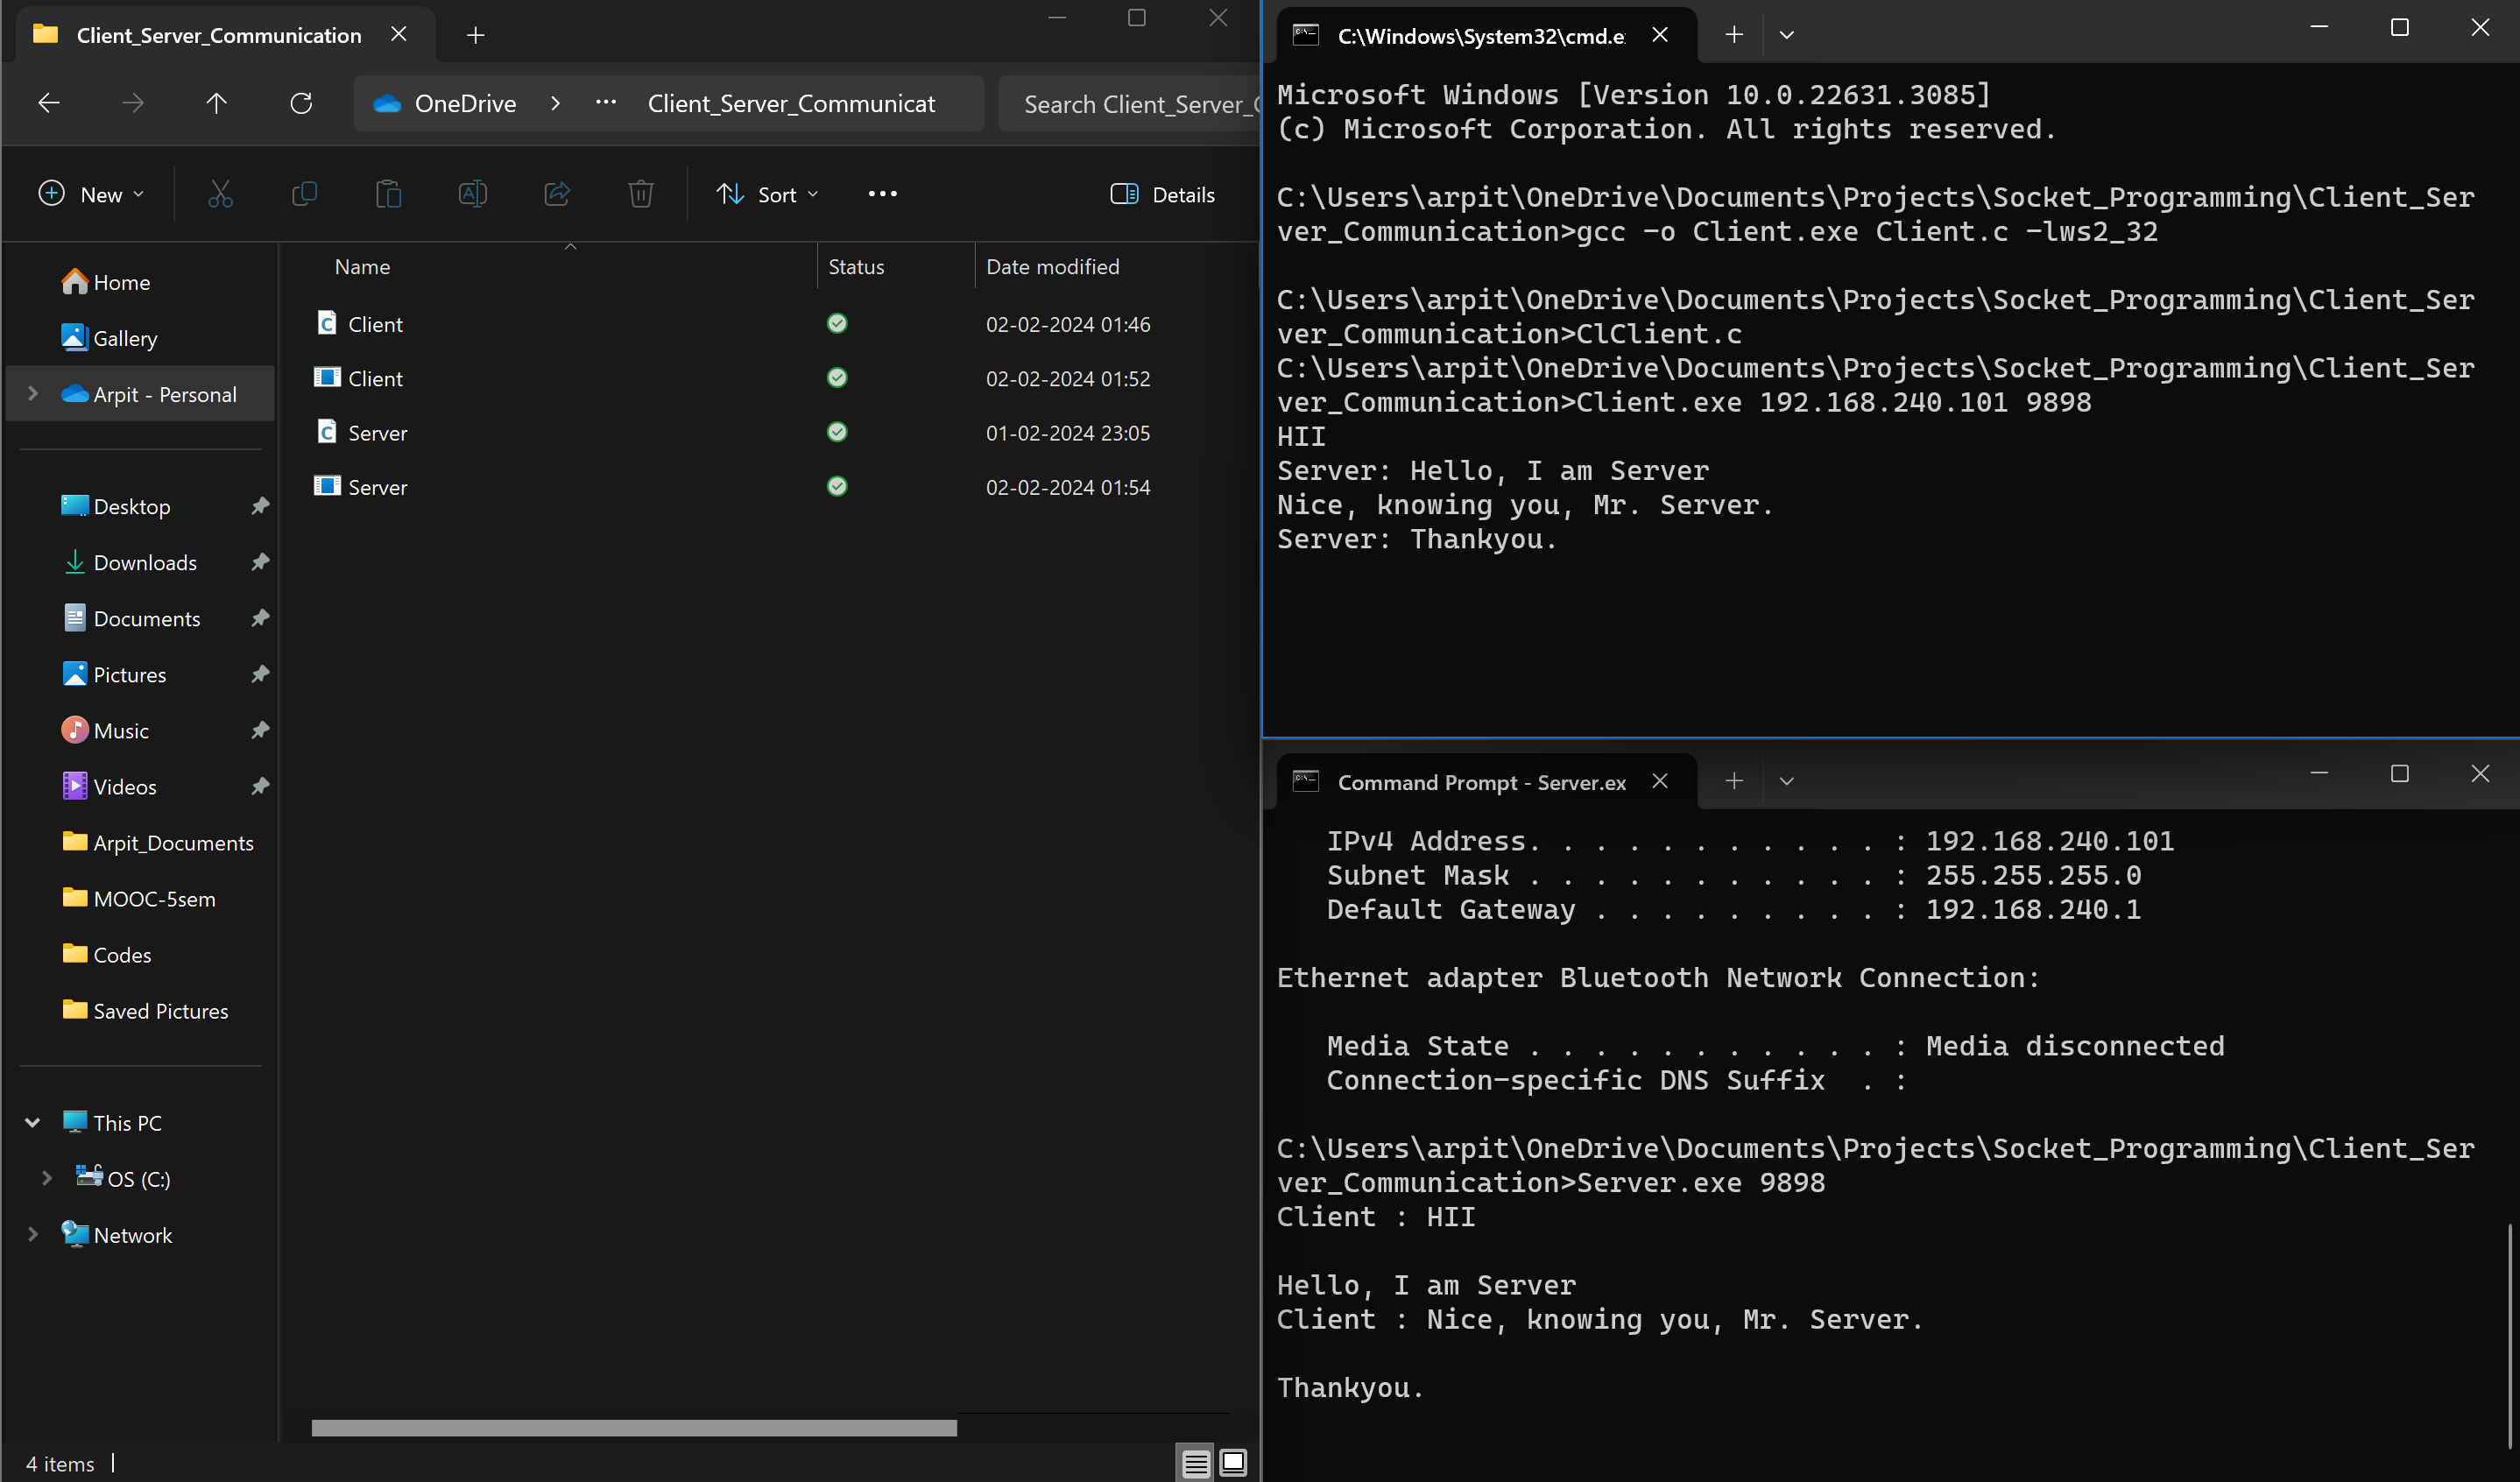 Client_Server_Communication
OneDrive > ... Client_Server_Communicat
Search Client_Server_
New
Sort
Details
Home
Gallery
Arpit - Personal
Desktop
Downloads
Documents
Pictures
Music
Videos
Arpit_Documents
MOOC-5sem
Codes
Saved Pictures
This PC
OS (C:)
Network
Name Status Date modified
Client 02-02-2024 01:46
Client 02-02-2024 01:52
Server 01-02-2024 23:05
Server 02-02-2024 01:54
4 items
C:\Windows\System32\cmd.e
Microsoft Windows [Version 10.0.22631.3085]
(c) Microsoft Corporation. All rights reserved.
C:\Users\arpit\OneDrive\Documents\Projects\Socket_Programming\Client_Ser
ver_Communication>gcc -o Client.exe Client.c -lws2_32
C:\Users\arpit\OneDrive\Documents\Projects\Socket_Programming\Client_Ser
ver_Communication>ClClient.c
C:\Users\arpit\OneDrive\Documents\Projects\Socket_Programming\Client_Ser
ver_Communication>Client.exe 192.168.240.101 9898
HII
Server: Hello, I am Server
Nice, knowing you, Mr. Server.
Server: Thankyou.
Command Prompt - Server.ex
IPv4 Address. . . . . . . . . . . : 192.168.240.101
Subnet Mask . . . . . . . . . . . : 255.255.255.0
Default Gateway . . . . . . . . . : 192.168.240.1
Ethernet adapter Bluetooth Network Connection:
Media State . . . . . . . . . . . : Media disconnected
Connection-specific DNS Suffix  . :
C:\Users\arpit\OneDrive\Documents\Projects\Socket_Programming\Client_Ser
ver_Communication>Server.exe 9898
Client : HII
Hello, I am Server
Client : Nice, knowing you, Mr. Server.
Thankyou.